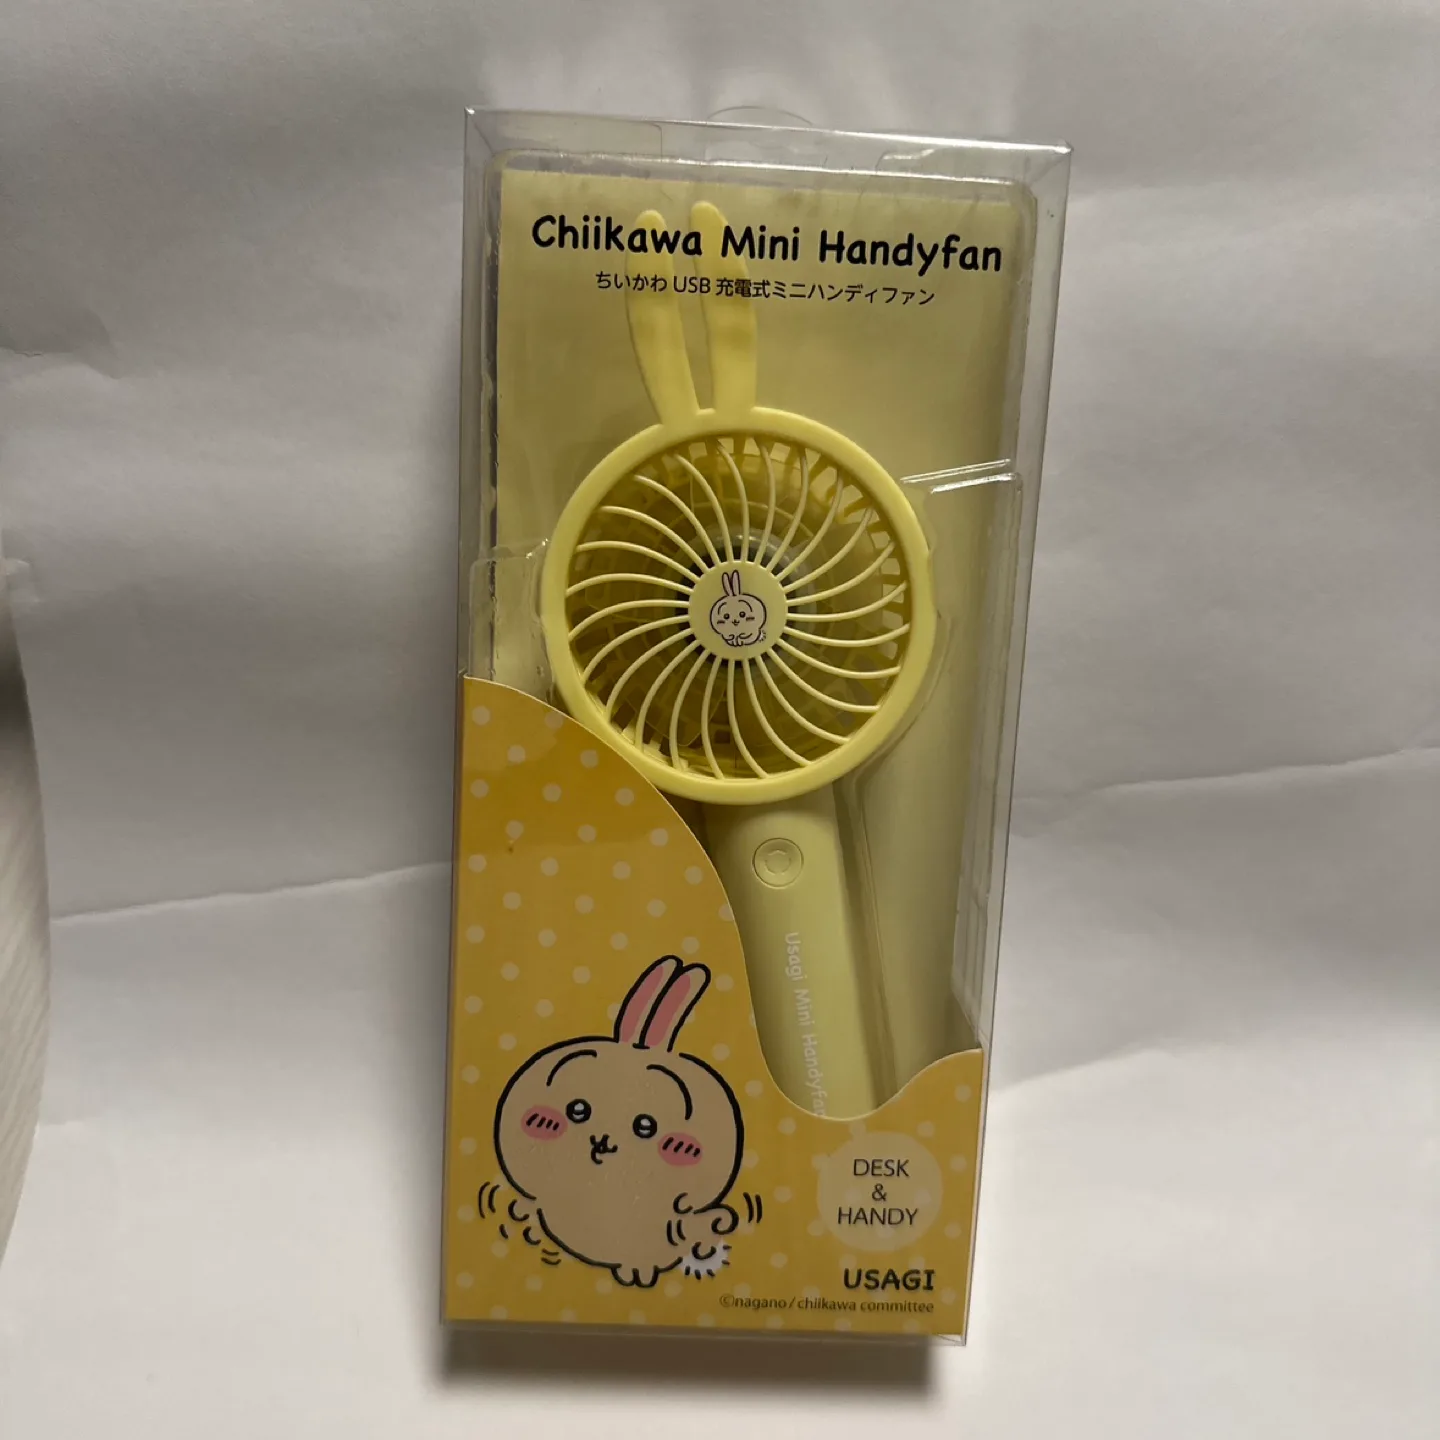 Chiikawa Mini Handyfan
ちいかわ USB 充電式ミニハンディファン
Usagi Mini Handyfan
DESK
&
HANDY
USAGI
©nagano / chiikawa committee